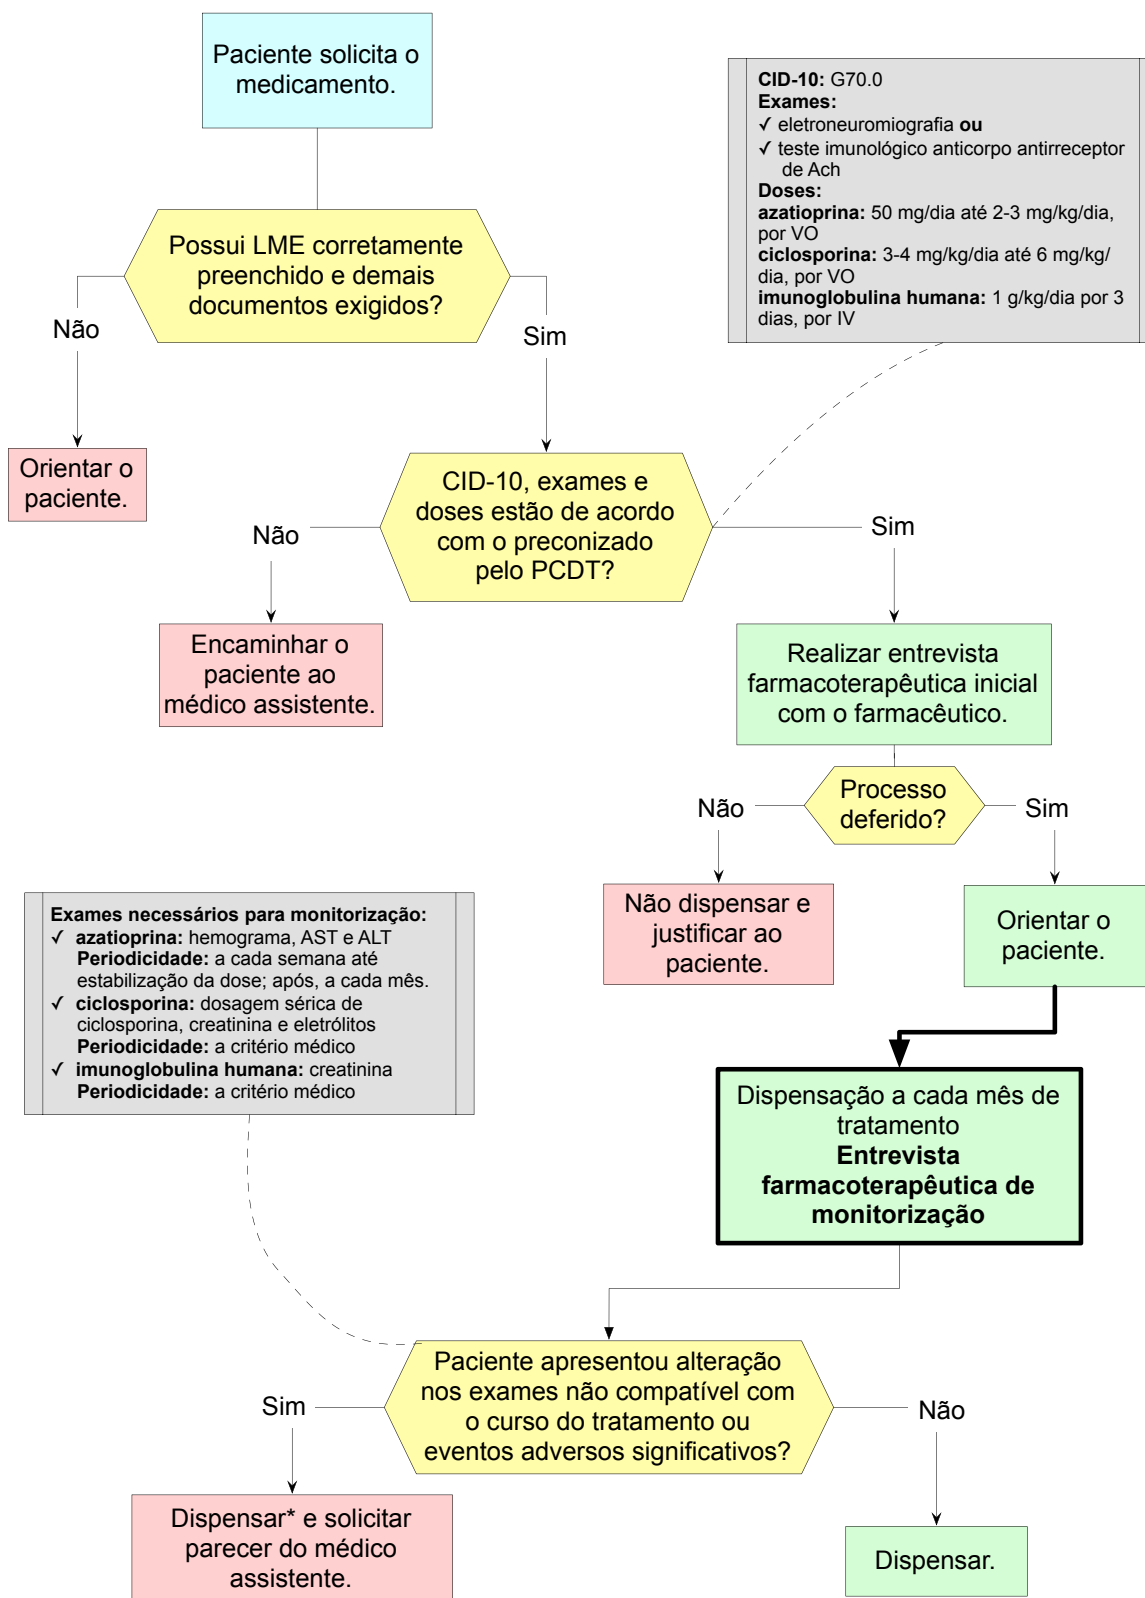 Paciente solicita o
medicamento.
CID-10: G70.0
Exames:
✓ eletroneuromiografia ou
✓ teste imunológico anticorpo antirreceptor
de Ach
Doses:
azatioprina: 50 mg/dia até 2-3 mg/kg/dia,
por VO
ciclosporina: 3-4 mg/kg/dia até 6 mg/kg/
dia, por VO
imunoglobulina humana: 1 g/kg/dia por 3
dias, por IV
Possui LME corretamente
preenchido e demais
documentos exigidos?
Não
Sim
Orientar o
paciente.
CID-10, exames e
doses estão de acordo
com o preconizado
pelo PCDT?
Não
Sim
Encaminhar o
paciente ao
médico assistente.
Realizar entrevista
farmacoterapêutica inicial
com o farmacêutico.
Processo
deferido?
Não
Sim
Não dispensar e
justificar ao
paciente.
Orientar o
paciente.
Exames necessários para monitorização:
✓ azatioprina: hemograma, AST e ALT
Periodicidade: a cada semana até
estabilização da dose; após, a cada mês.
✓ ciclosporina: dosagem sérica de
ciclosporina, creatinina e eletrólitos
Periodicidade: a critério médico
✓ imunoglobulina humana: creatinina
Periodicidade: a critério médico
Dispensação a cada mês de
tratamento
Entrevista
farmacoterapêutica de
monitorização
Paciente apresentou alteração
nos exames não compatível com
o curso do tratamento ou
eventos adversos significativos?
Sim
Não
Dispensar* e solicitar
parecer do médico
assistente.
Dispensar.